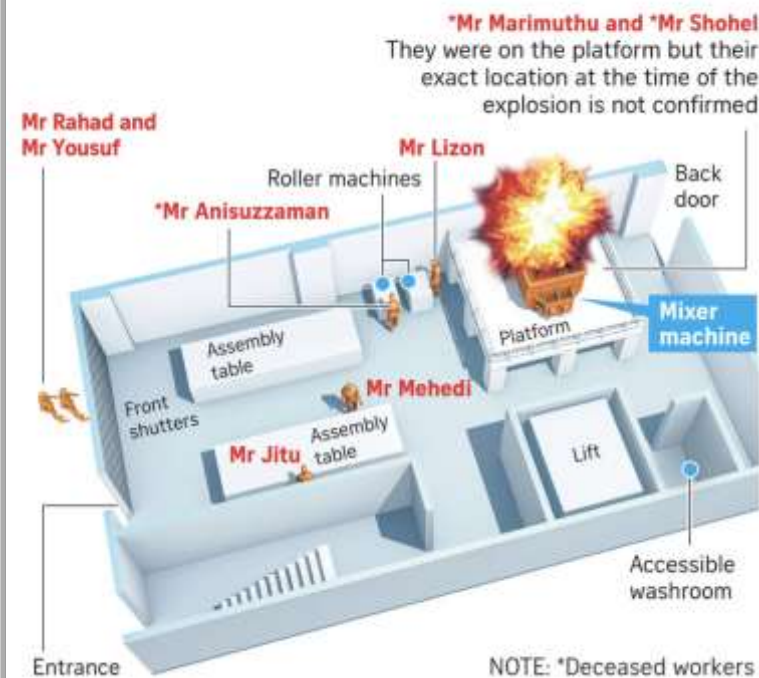 *Mr Marimuthu and *Mr Shohel
They were on the platform but their
exact location at the time of the
explosion is not confirmed
Mr Rahad and
Mr Yousuf
Mr Lizon
Roller machines
Back
door
*Mr Anisuzzaman
Mixer
machine
Platform
Assembly
table
Mr Mehedi
Front
shutters
Mr Jitu
Assembly
table
Lift
Accessible
washroom
Entrance
NOTE: *Deceased workers